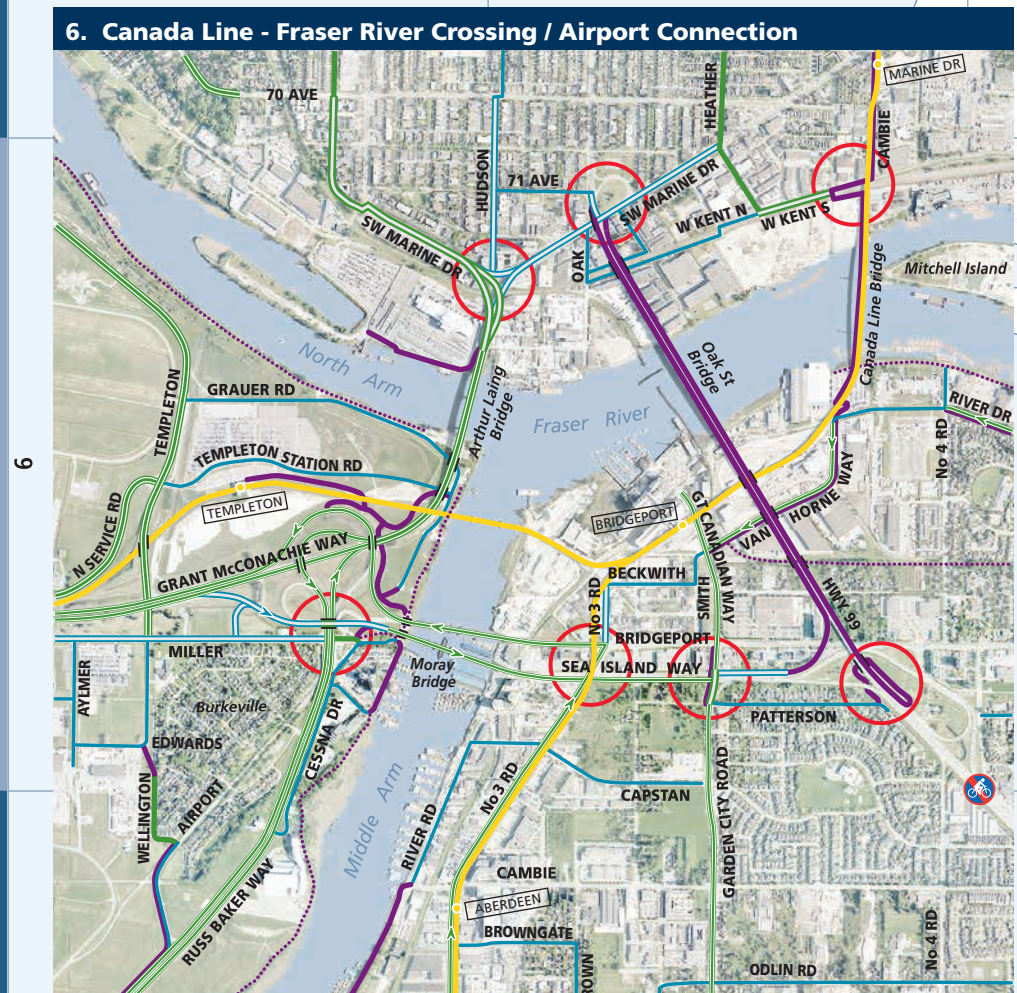 6. Canada Line - Fraser River Crossing / Airport Connection
MARINE DR
70 AVE
HEATHER
CAMBIE
HUDSON
71 AVE
SW MARINE DR
W KENT N
W KENT S
SW MARINE DR
OAK
Mitchell Island
Canada Line Bridge
North Arm
Oak St
Bridge
Arthur Laing
Bridge
TEMPLETON
GRAUER RD
Fraser River
RIVER DR
No 4 RD
6
TEMPLETON STATION RD
TEMPLETON
N SERVICE RD
BRIDGEPORT
GT CANADIAN WAY
VAN HORNE WAY
GRANT McCONACHIE WAY
BECKWITH
No 3 RD
SMITH
HWY 99
BRIDGEPORT
MILLER
Moray
Bridge
SEA ISLAND WAY
AYLMER
Burkeville
PATTERSON
EDWARDS
CESSNA DR
WELLINGTON
AIRPORT
Middle Arm
RIVER RD
No 3 RD
CAPSTAN
GARDEN CITY ROAD
CAMBIE
RUSS BAKER WAY
ABERDEEN
BROWNGATE
No 4 RD
ODLIN RD
ROWN